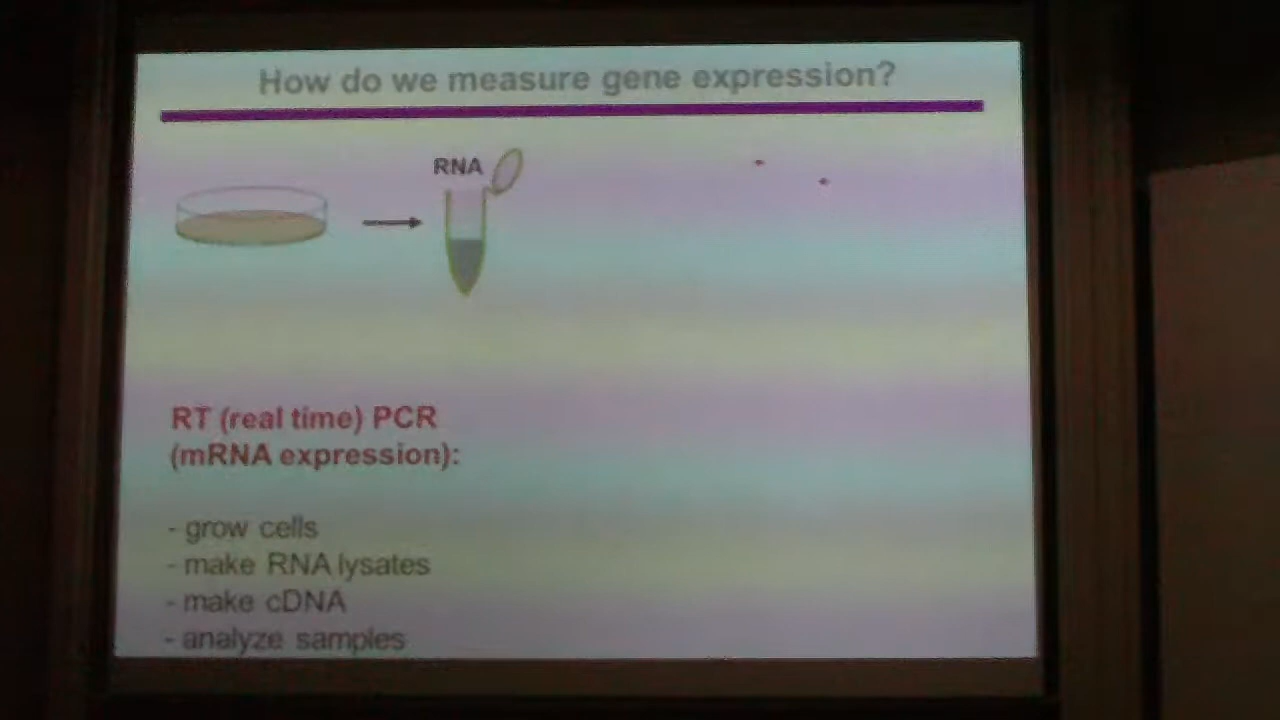 How do we measure gene expression?
RNA
RT (real time) PCR
(mRNA expression):
- grow cells
- make RNA lysates
- make cDNA
- analyze samples